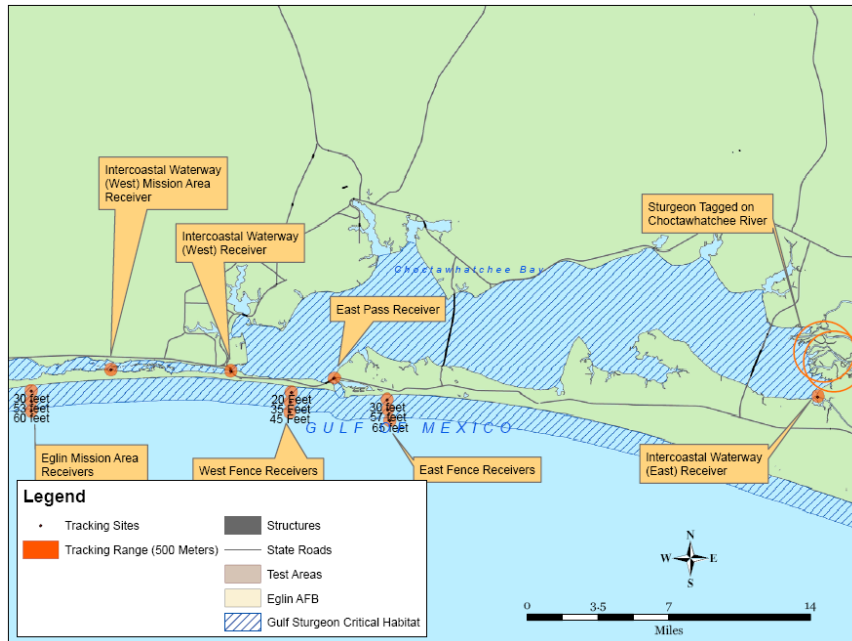 Intercoastal Waterway
(West) Mission Area
Receiver
Sturgeon Tagged on
Choctawhatchee River
Intercoastal Waterway
(West) Receiver
Choctawhatchee Bay
East Pass Receiver
30 feet
53 feet
60 feet
20 Feet
35 Feet
45 Feet
30 feet
57 feet
65 feet
GULF OF MEXICO
Eglin Mission Area
Receivers
West Fence Receivers
East Fence Receivers
Intercoastal Waterway
(East) Receiver
Legend
Tracking Sites
Tracking Range (500 Meters)
Structures
State Roads
Test Areas
Eglin AFB
Gulf Sturgeon Critical Habitat
N
W E
S
0 3.5 7 14
Miles